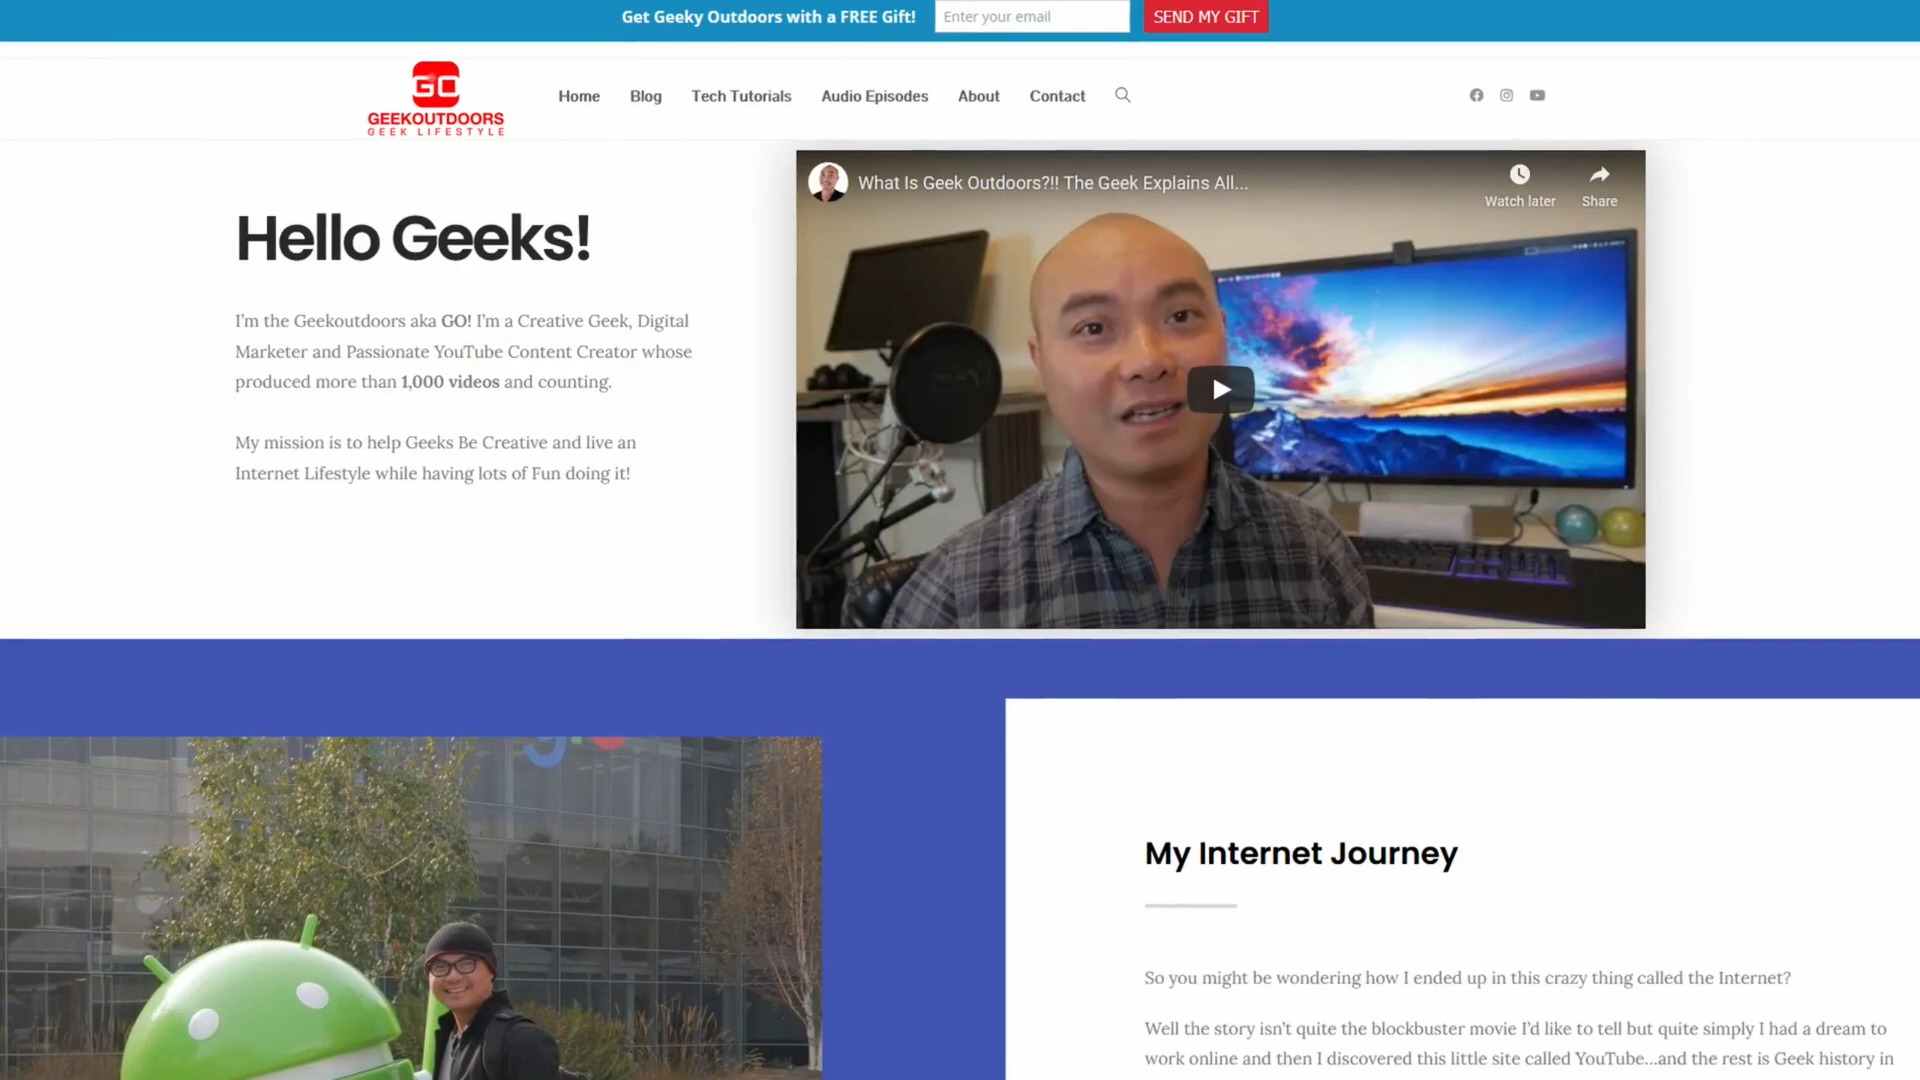 Get Geeky Outdoors with a FREE Gift!
Enter your email
SEND MY GIFT
GO
GEEKOUTDOORS
GEEK LIFESTYLE
Home
Blog
Tech Tutorials
Audio Episodes
About
Contact
Hello Geeks!
I'm the Geekoutdoors aka GO! I'm a Creative Geek, Digital
Marketer and Passionate YouTube Content Creator whose
produced more than 1,000 videos and counting.
My mission is to help Geeks Be Creative and live an
Internet Lifestyle while having lots of Fun doing it!
What Is Geek Outdoors?!! The Geek Explains All...
Watch later
Share
My Internet Journey
So you might be wondering how I ended up in this crazy thing called the Internet?
Well the story isn't quite the blockbuster movie I'd like to tell but quite simply I had a dream to
work online and then I discovered this little site called YouTube...and the rest is Geek history in